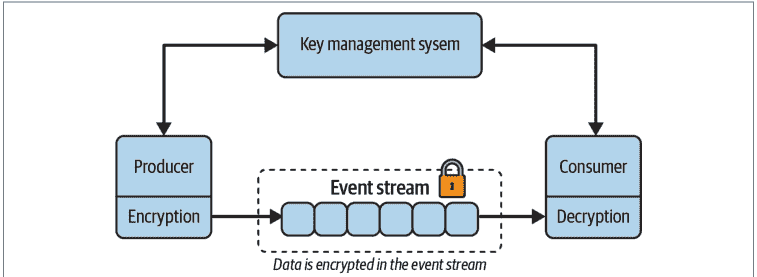 Key management sysem
Producer
Encryption
Event stream
Consumer
Decryption
Data is encrypted in the event stream